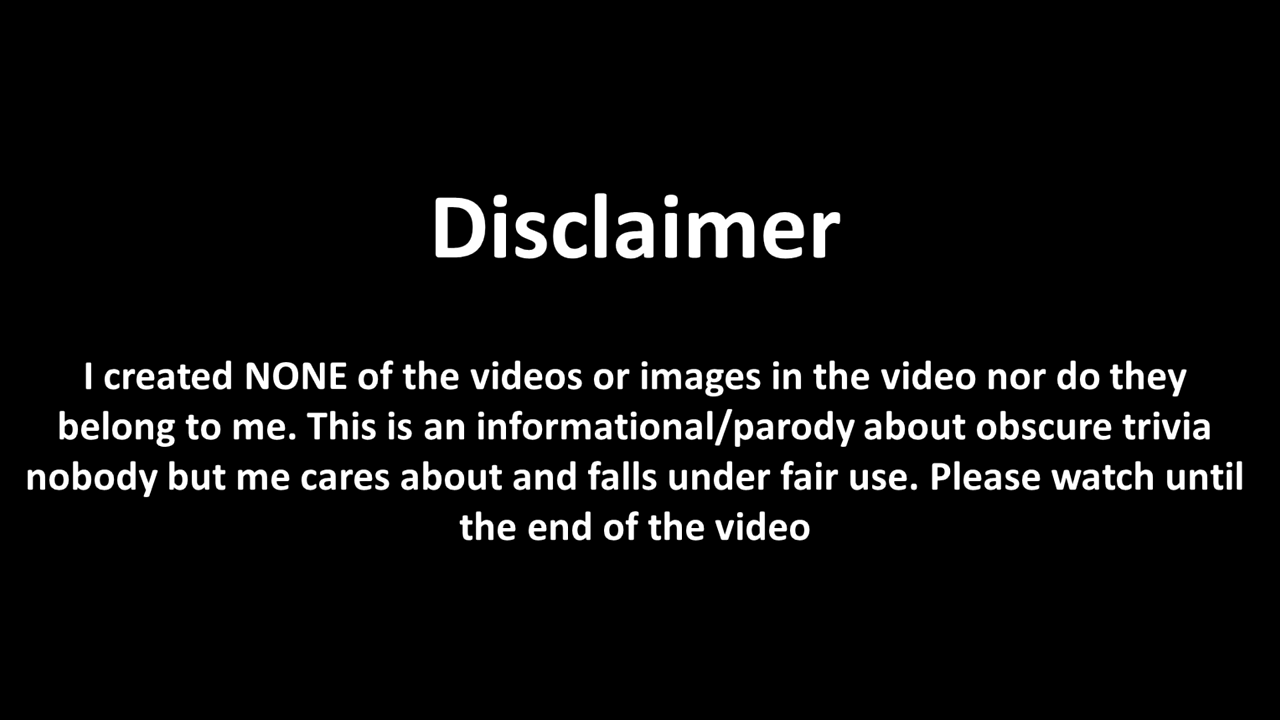 Disclaimer
I created NONE of the videos or images in the video nor do they
belong to me. This is an informational/parody about obscure trivia
nobody but me cares about and falls under fair use. Please watch until
the end of the video